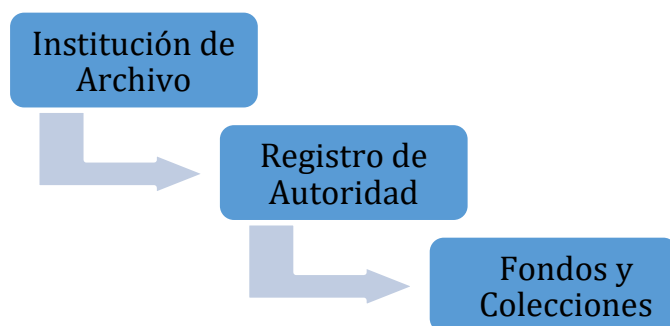 Institución de
Archivo
Registro de
Autoridad
Fondos y
Colecciones